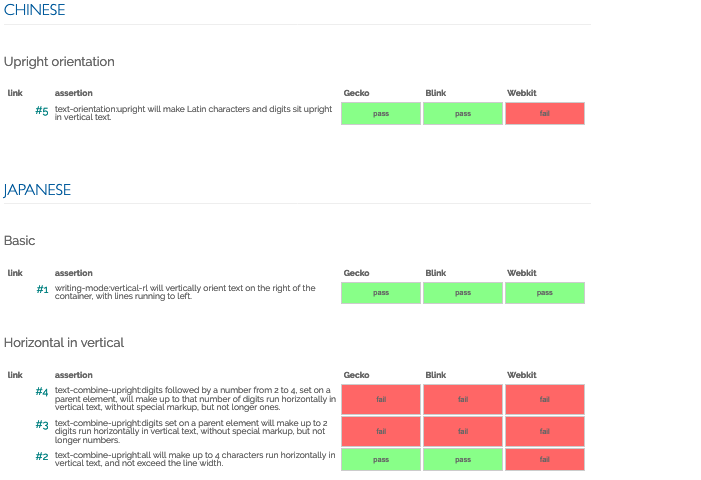 CHINESE
Upright orientation
link assertion Gecko Blink Webkit
#5 text-orientation:upright will make Latin characters and digits sit upright pass pass fail
in vertical text.
JAPANESE
Basic
link assertion Gecko Blink Webkit
#1 writing-mode:vertical-rl will vertically orient text on the right of the pass pass pass
container, with lines running to left.
Horizontal in vertical
link assertion Gecko Blink Webkit
#4 text-combine-upright:digits followed by a number from 2 to 4, set on a
parent element, will make up to that number of digits run horizontally in fail fail fail
vertical text, without special markup, but not longer ones.
#3 text-combine-upright:digits set on a parent element will make up to 2
digits run horizontally in vertical text, without special markup, but not fail fail fail
longer numbers.
#2 text-combine-upright:all will make up to 4 characters run horizontally in pass pass fail
vertical text, and not exceed the line width.